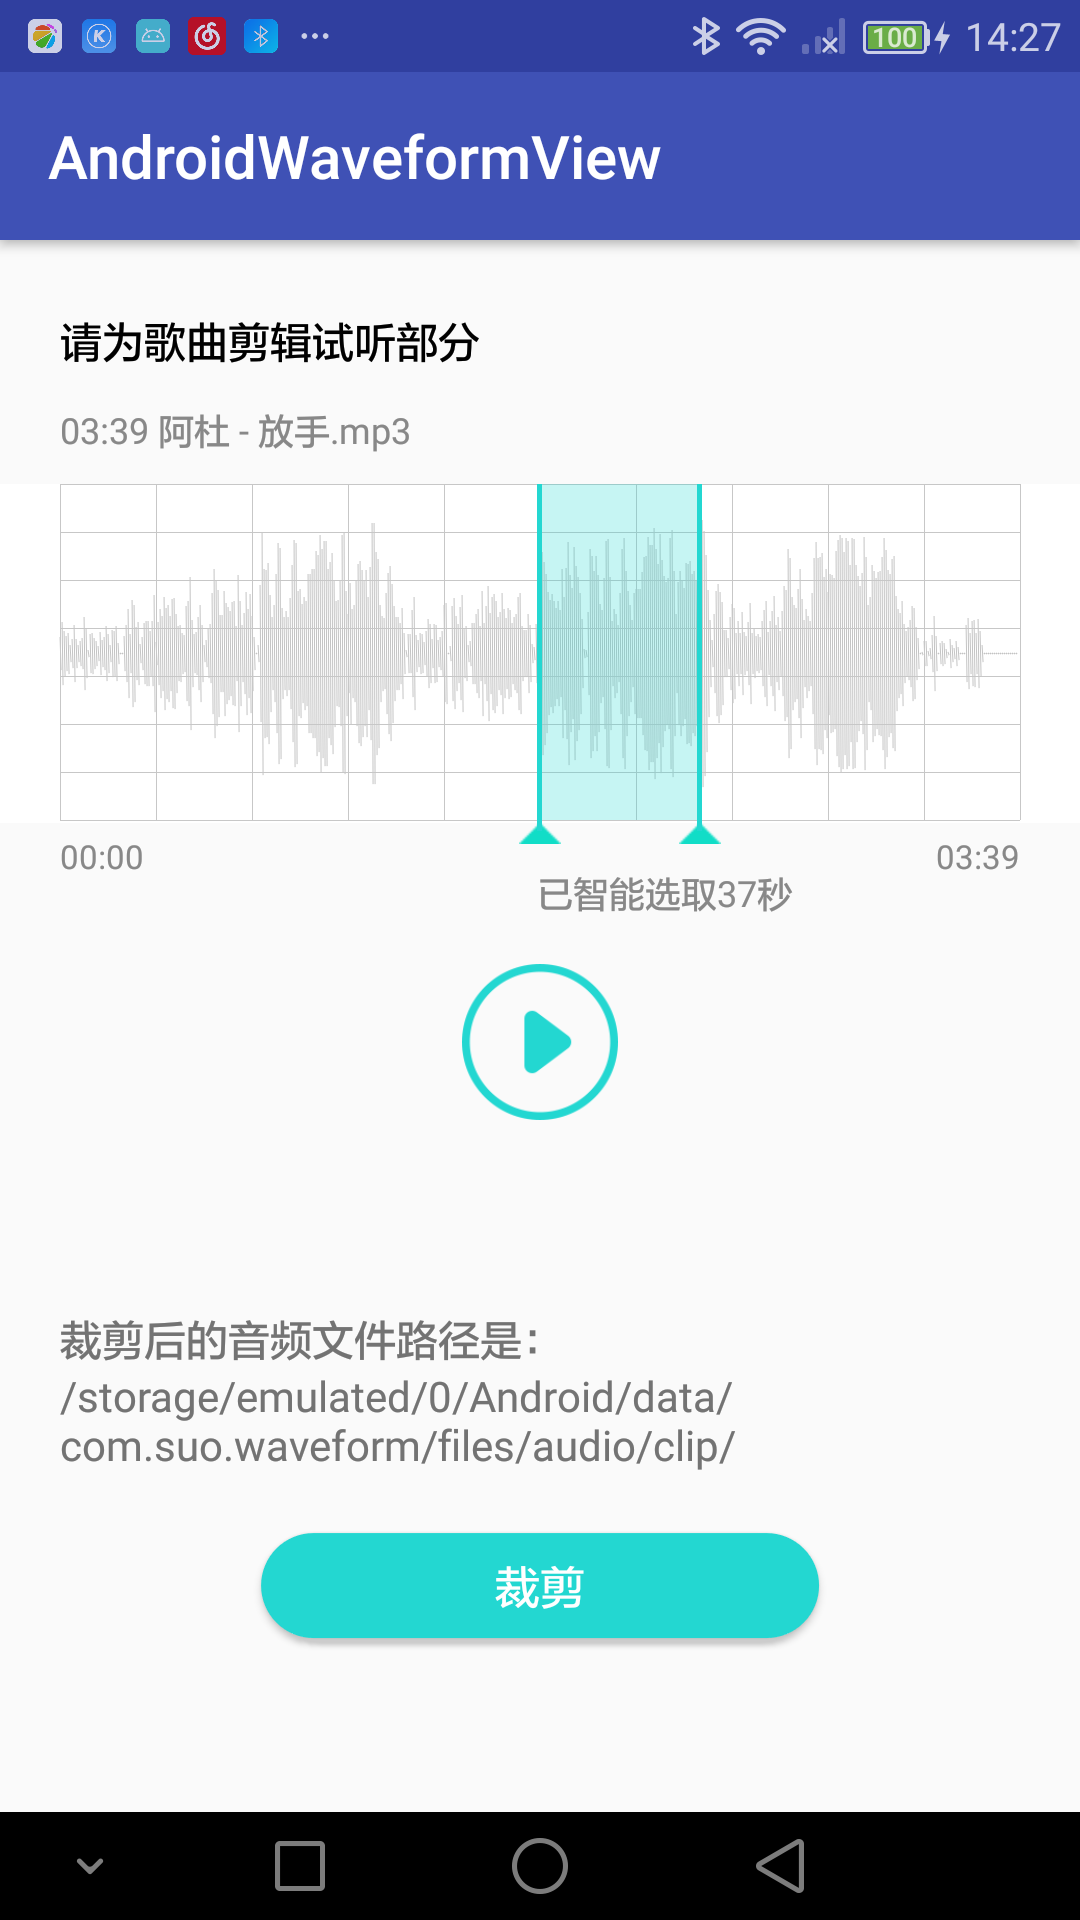 100 14:27
AndroidWaveformView
请为歌曲剪辑试听部分
03:39 阿杜 - 放手.mp3
00:00 03:39
已智能选取37秒
裁剪后的音频文件路径是：
/storage/emulated/0/Android/data/
com.suo.waveform/files/audio/clip/
裁剪